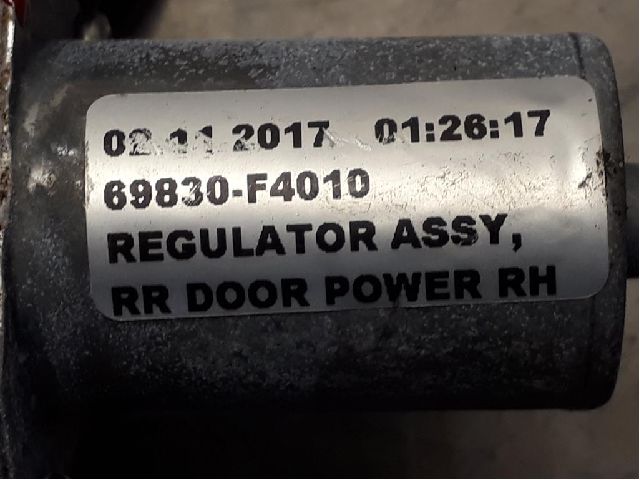 02.11.2017 01:26:17
69830-F4010
REGULATOR ASSY,
RR DOOR POWER RH